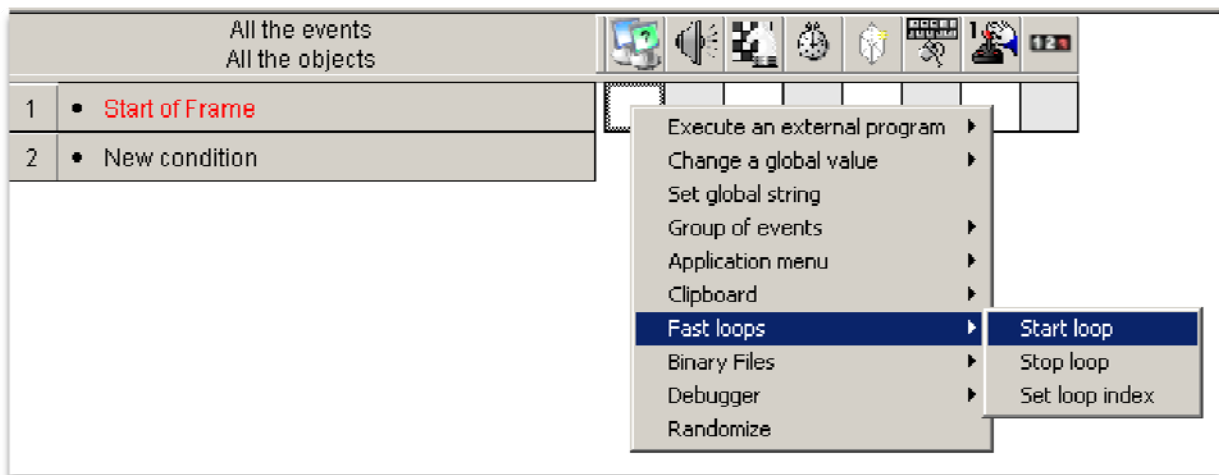 All the events
All the objects
1 • Start of Frame
2 • New condition
Execute an external program
Change a global value
Set global string
Group of events
Application menu
Clipboard
Fast loops
Start loop
Binary Files
Stop loop
Debugger
Set loop index
Randomize